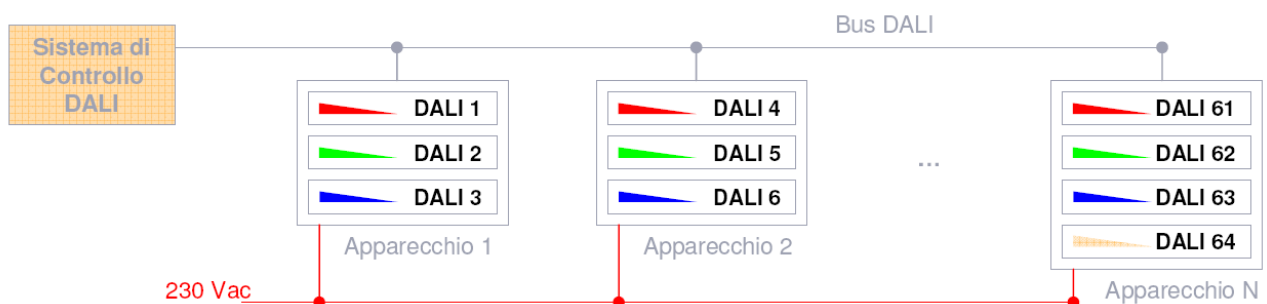 Bus DALI
Sistema di
Controllo
DALI
DALI 1
DALI 2
DALI 3
Apparecchio 1
DALI 4
DALI 5
DALI 6
Apparecchio 2
...
DALI 61
DALI 62
DALI 63
DALI 64
Apparecchio N
230 Vac